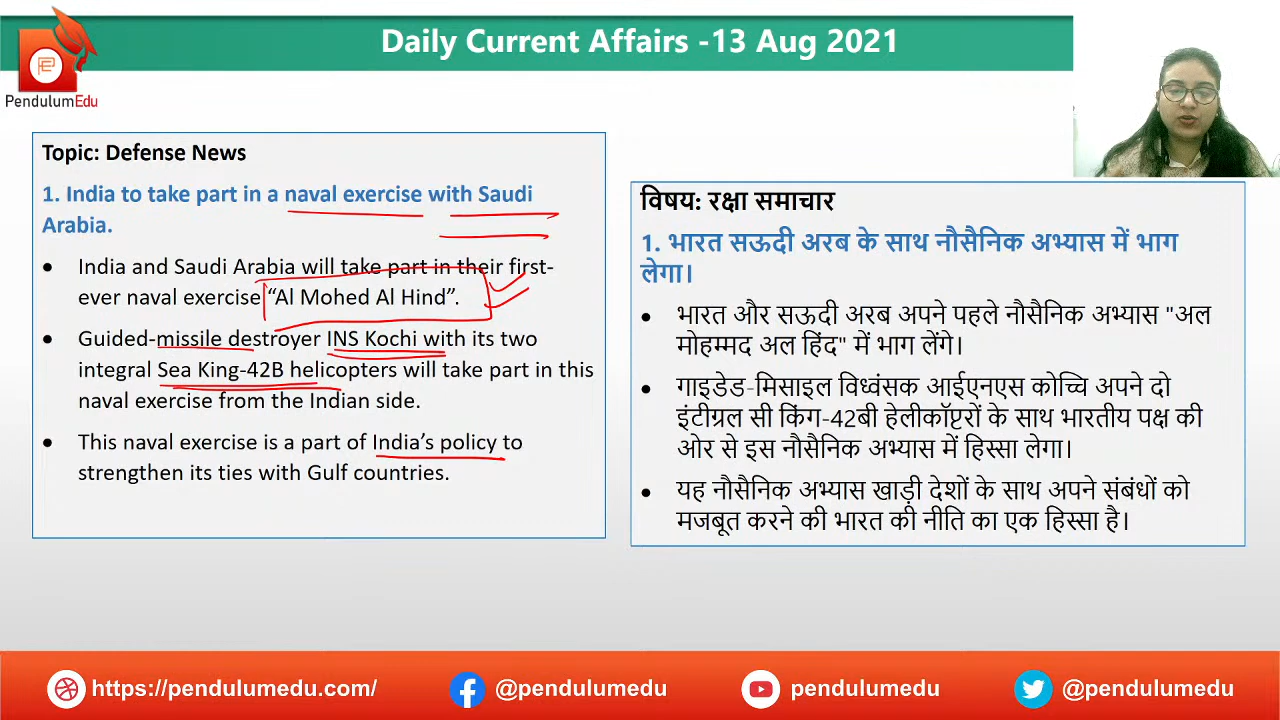 Daily Current Affairs -13 Aug 2021
PendulumEdu
Topic: Defense News
1. India to take part in a naval exercise with Saudi
Arabia.
• India and Saudi Arabia will take part in their first-
ever naval exercise “Al Mohed Al Hind”.
• Guided-missile destroyer INS Kochi with its two
integral Sea King-42B helicopters will take part in this
naval exercise from the Indian side.
• This naval exercise is a part of India’s policy to
strengthen its ties with Gulf countries.
विषय: रक्षा समाचार
1. भारत सऊदी अरब के साथ नौसैनिक अभ्यास में भाग
लेगा।
• भारत और सऊदी अरब अपने पहले नौसैनिक अभ्यास "अल
मोहम्मद अल हिंद" में भाग लेंगे।
• गाइडेड-मिसाइल विध्वंसक आईएनएस कोच्चि अपने दो
इंटीग्रल सी किंग-42बी हेलीकॉप्टरों के साथ भारतीय पक्ष की
ओर से इस नौसैनिक अभ्यास में हिस्सा लेगा।
• यह नौसैनिक अभ्यास खाड़ी देशों के साथ अपने संबंधों को
मजबूत करने की भारत की नीति का एक हिस्सा है।
https://pendulumedu.com/
@pendulumedu
pendulumedu
@pendulumedu